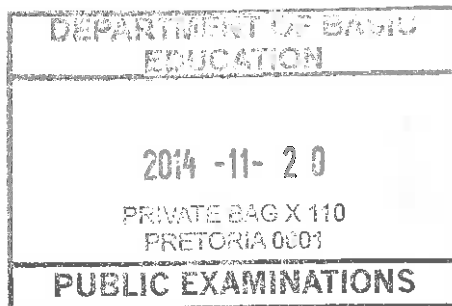 DEPARTMENT OF BASIC
EDUCATION
2014 -11- 20
PRIVATE BAG X 110
PRETORIA 0001
PUBLIC EXAMINATIONS